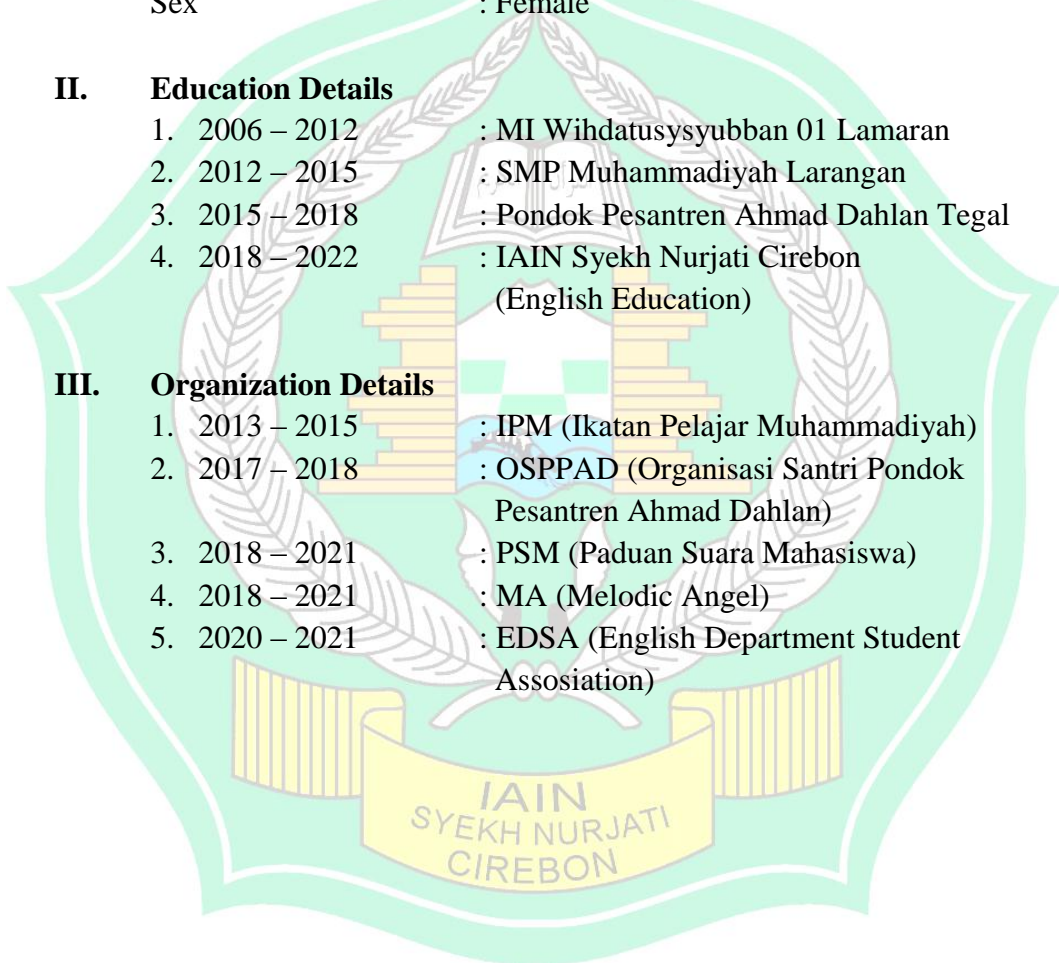 Sex : Female
II. Education Details
1. 2006 – 2012 : MI Wihdatusysyubban 01 Lamaran
2. 2012 – 2015 : SMP Muhammadiyah Larangan
3. 2015 – 2018 : Pondok Pesantren Ahmad Dahlan Tegal
4. 2018 – 2022 : IAIN Syekh Nurjati Cirebon
(English Education)
III. Organization Details
1. 2013 – 2015 : IPM (Ikatan Pelajar Muhammadiyah)
2. 2017 – 2018 : OSPPAD (Organisasi Santri Pondok
Pesantren Ahmad Dahlan)
3. 2018 – 2021 : PSM (Paduan Suara Mahasiswa)
4. 2018 – 2021 : MA (Melodic Angel)
5. 2020 – 2021 : EDSA (English Department Student
Assosiation)
IAIN
SYEKH NURJATI
CIREBON